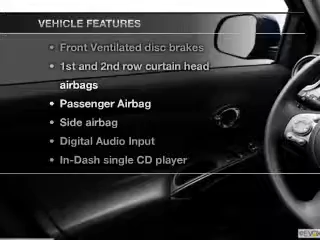 VEHICLE FEATURES
• Front Ventilated disc brakes
• 1st and 2nd row curtain head
airbags
• Passenger Airbag
• Side airbag
• Digital Audio Input
• In-Dash single CD player